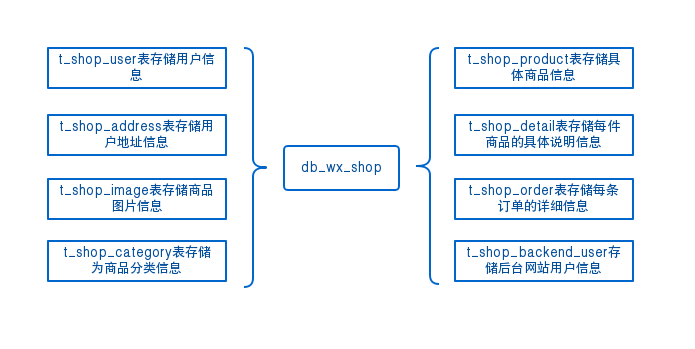 t_shop_user表存储用户信
息
t_shop_address表存储用
户地址信息
t_shop_image表存储商品
图片信息
t_shop_category表存储
为商品分类信息
db_wx_shop
t_shop_product表存储具
体商品信息
t_shop_detail表存储每件
商品的具体说明信息
t_shop_order表存储每条
订单的详细信息
t_shop_backend_user存
储后台网站用户信息